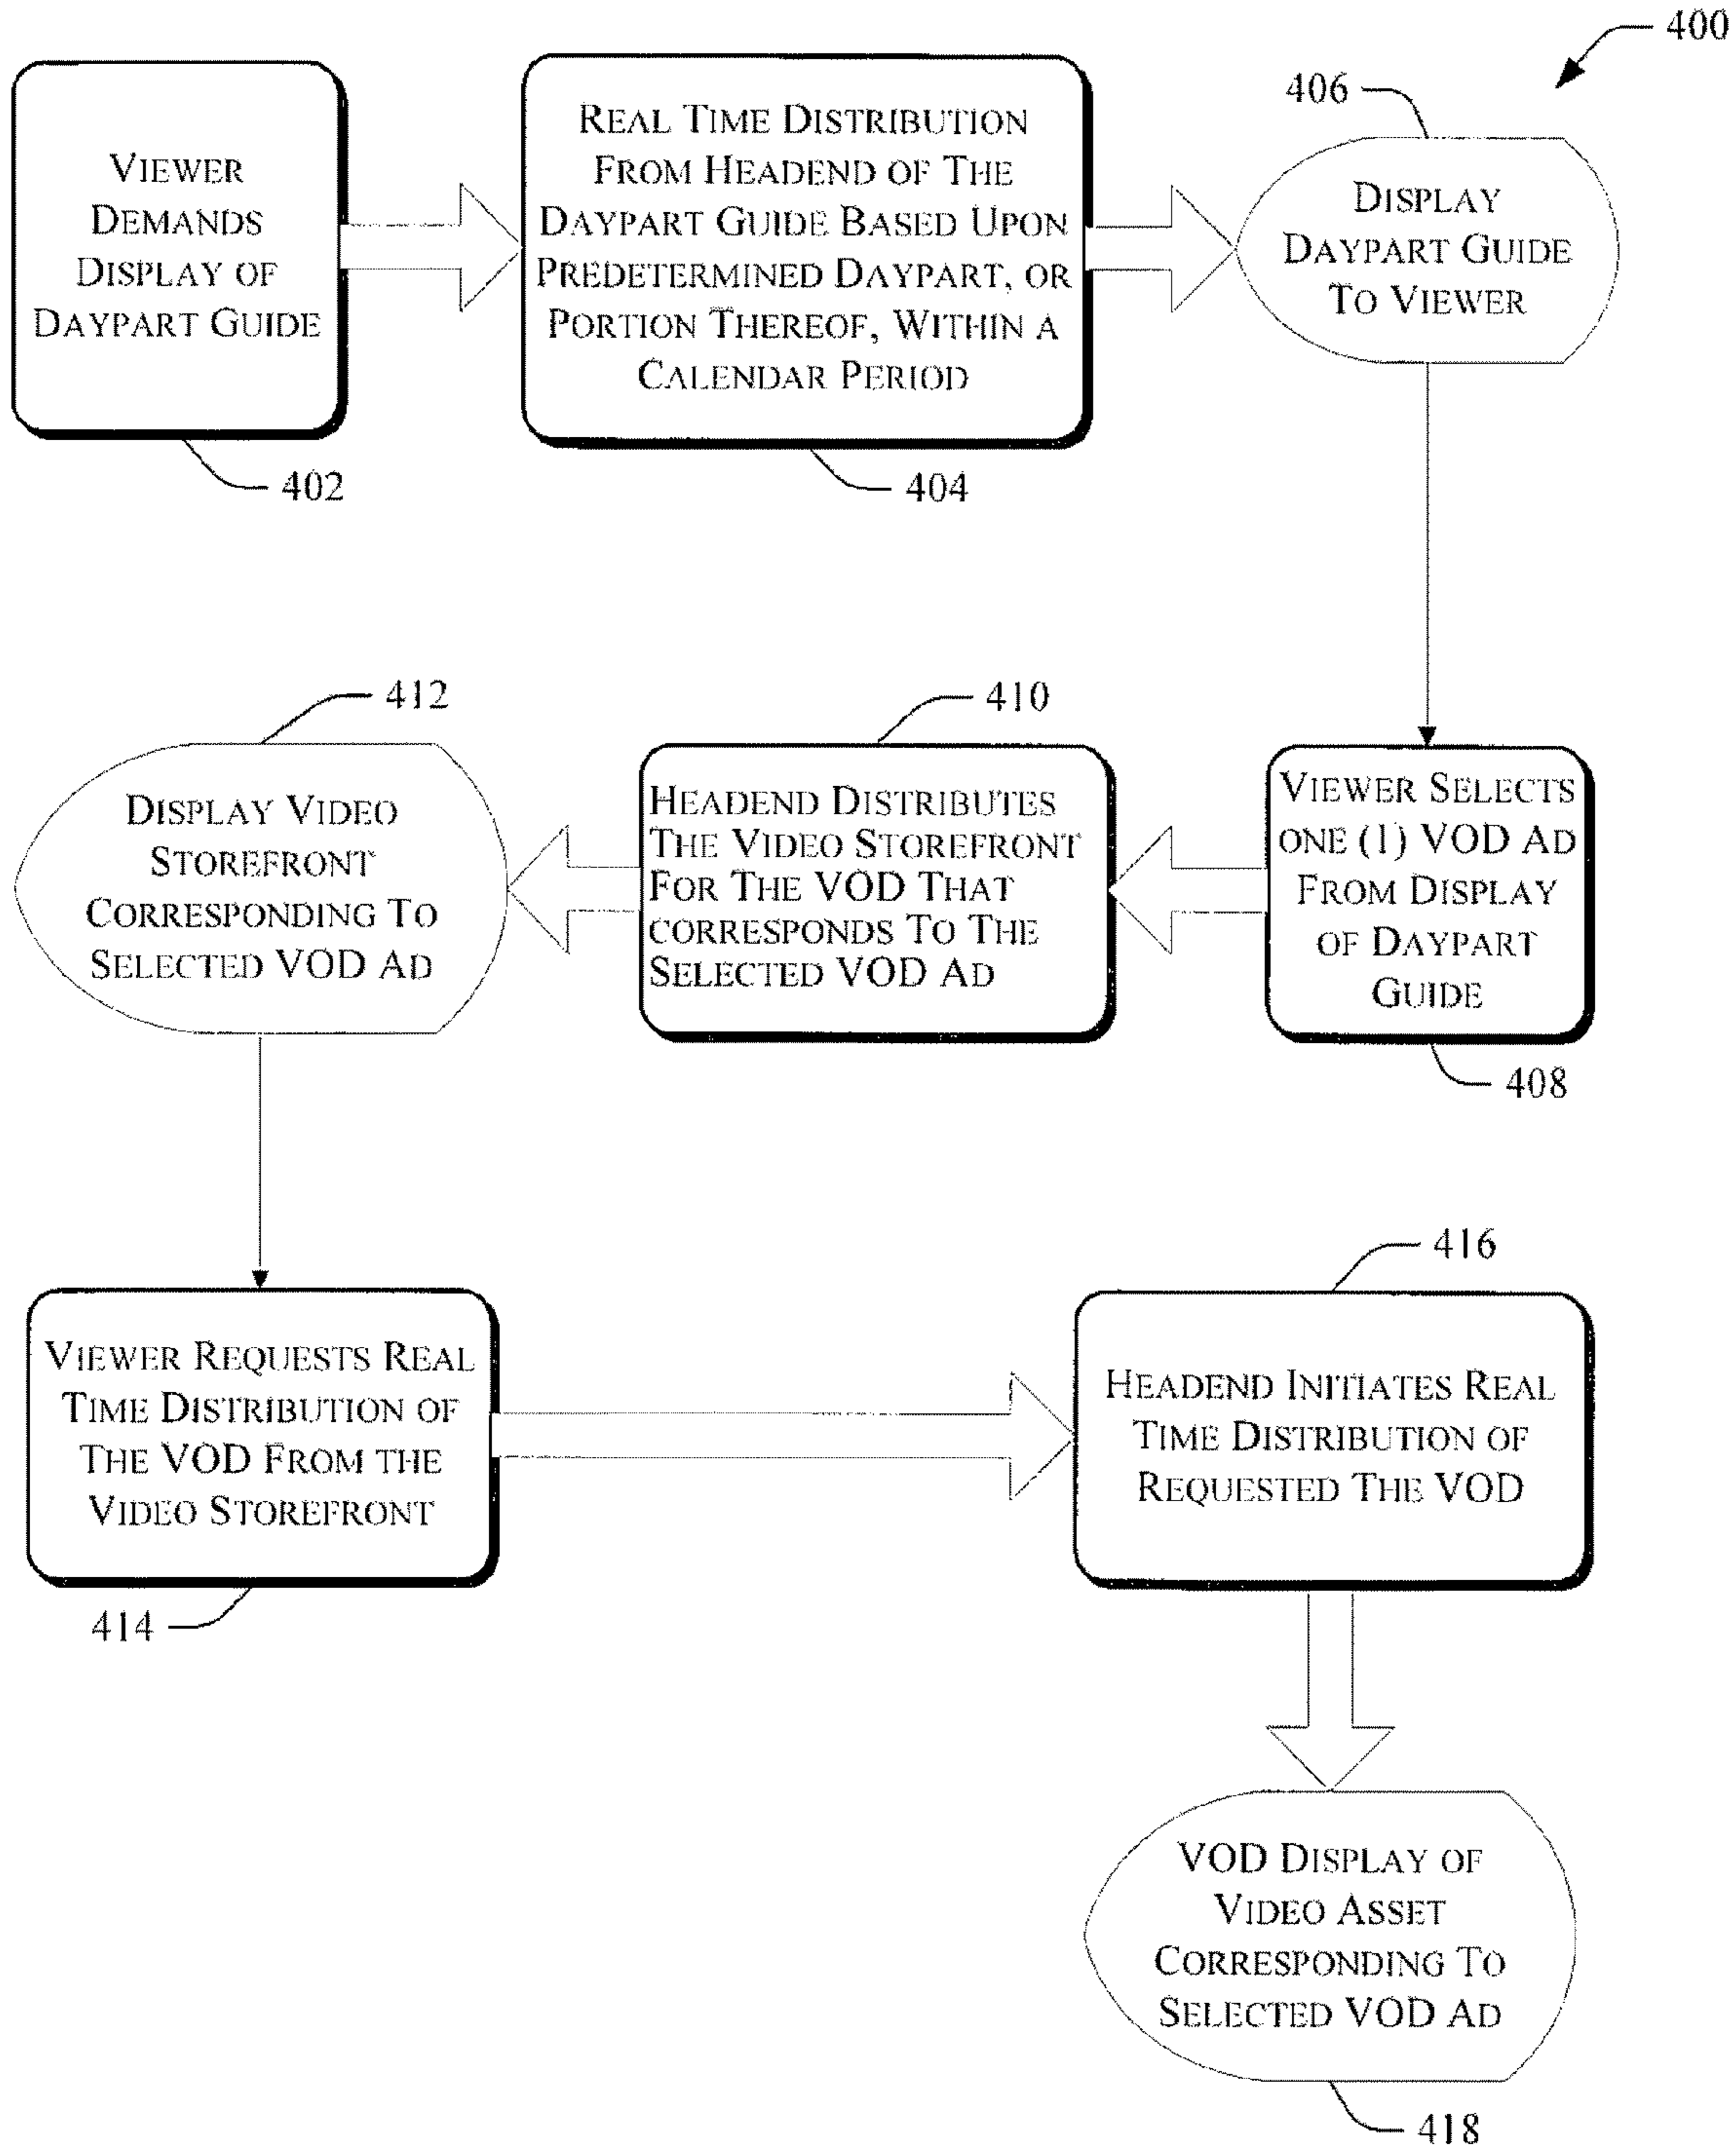 400
VIEWER
DEMANDS
DISPLAY OF
DAYPART GUIDE
402
REAL TIME DISTRIBUTION
FROM HEADEND OF THE
DAYPART GUIDE BASED UPON
PREDETERMINED DAYPART, OR
PORTION THEREOF, WITHIN A
CALENDAR PERIOD
404
406
DISPLAY
DAYPART GUIDE
TO VIEWER
VIEWER SELECTS
ONE (1) VOD AD
FROM DISPLAY
OF DAYPART
GUIDE
408
410
HEADEND DISTRIBUTES
THE VIDEO STOREFRONT
FOR THE VOD THAT
CORRESPONDS TO THE
SELECTED VOD AD
412
DISPLAY VIDEO
STOREFRONT
CORRESPONDING TO
SELECTED VOD AD
VIEWER REQUESTS REAL
TIME DISTRIBUTION OF
THE VOD FROM THE
VIDEO STOREFRONT
414
416
HEADEND INITIATES REAL
TIME DISTRIBUTION OF
REQUESTED THE VOD
VOD DISPLAY OF
VIDEO ASSET
CORRESPONDING TO
SELECTED VOD AD
418